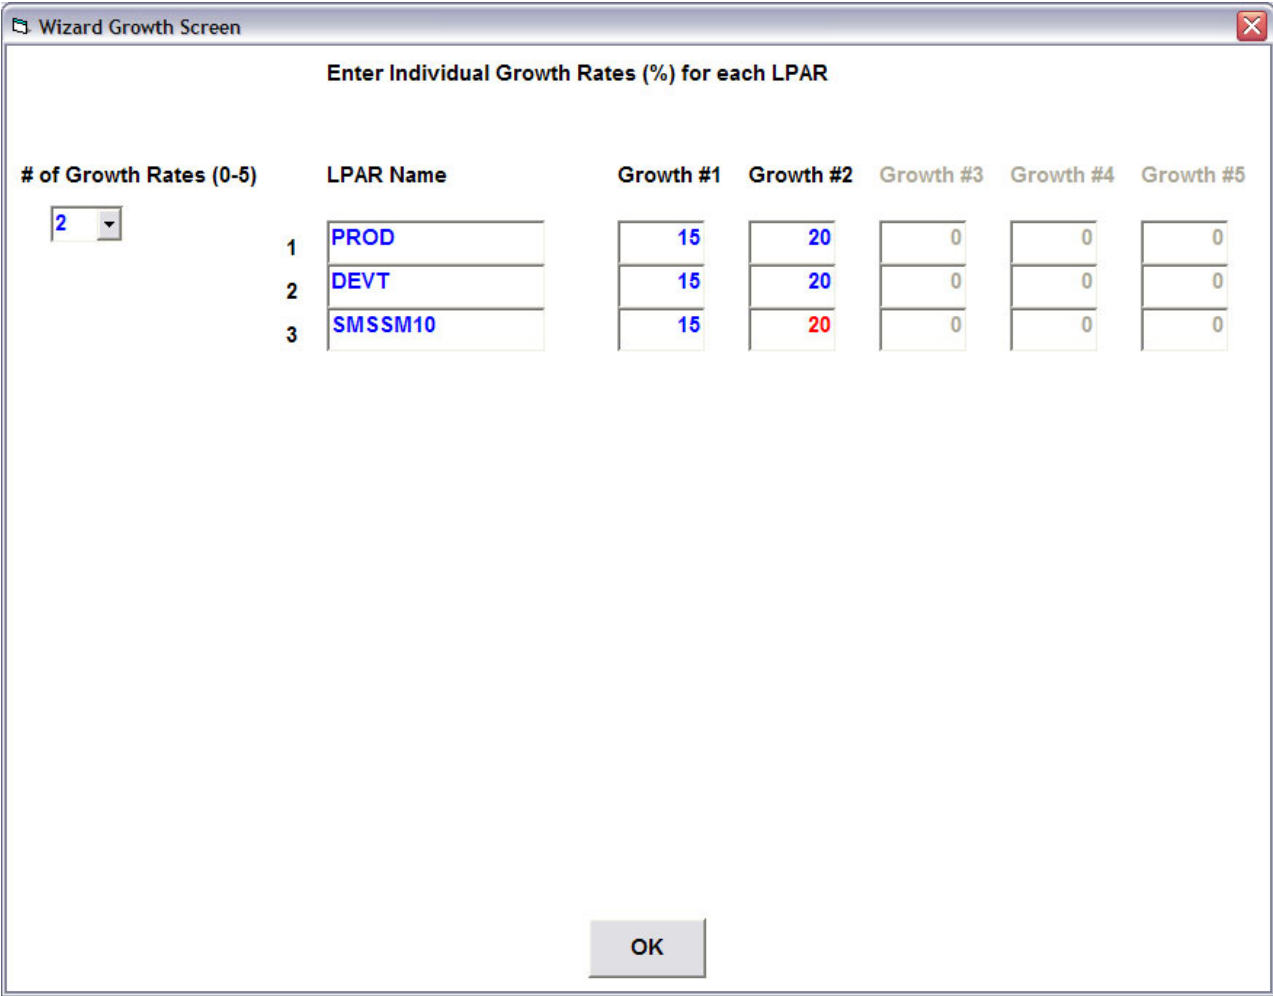 Wizard Growth Screen
Enter Individual Growth Rates (%) for each LPAR
# of Growth Rates (0-5) LPAR Name Growth #1 Growth #2 Growth #3 Growth #4 Growth #5
2
1 PROD 15 20 0 0 0
2 DEVT 15 20 0 0 0
3 SMSSM10 15 20 0 0 0
OK